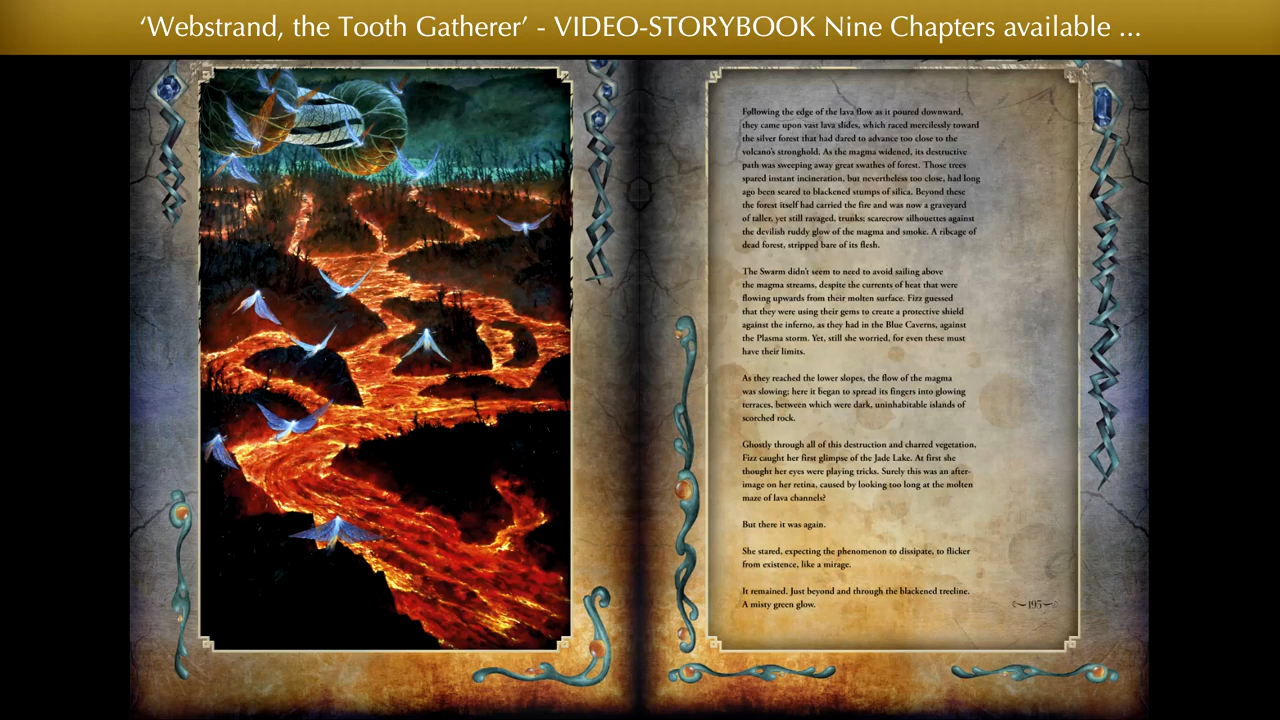 ‘Webstrand, the Tooth Gatherer’ - VIDEO-STORYBOOK Nine Chapters available ...
Following the edge of the lava flow as it poured downward,
they came upon vast lava slides, which raced mercilessly toward
the silver forest that had dared to advance too close to the
volcano's stronghold. As the magma widened, its destructive
path was sweeping away great swathes of forest. Those trees
spared instant incineration, but nevertheless too close, had long
ago been seared to blackened stumps of silica. Beyond these
the forest itself had carried the fire and was now a graveyard
of taller, yet still ravaged, trunks; scarecrow silhouettes against
the devilish ruddy glow of the magma and smoke. A ribcage of
dead forest, stripped bare of its flesh.
The Swarm didn't seem to need to avoid sailing above
the magma streams, despite the currents of heat that were
flowing upwards from their molten surface. Fizz guessed
that they were using their gems to create a protective shield
against the inferno, as they had in the Blue Caverns, against
the Plasma storm. Yet, still she worried, for even these must
have their limits.
As they reached the lower slopes, the flow of the magma
was slowing; here it began to spread its fingers into glowing
terraces, between which were dark, uninhabitable islands of
scorched rock.
Ghostly through all of this destruction and charred vegetation,
Fizz caught her first glimpse of the Jade Lake. At first she
thought her eyes were playing tricks. Surely this was an after-
image on her retina, caused by looking too long at the molten
maze of lava channels?
But there it was again.
She stared, expecting the phenomenon to dissipate, to flicker
from existence, like a mirage.
It remained. Just beyond and through the blackened treeline.
A misty green glow.
195